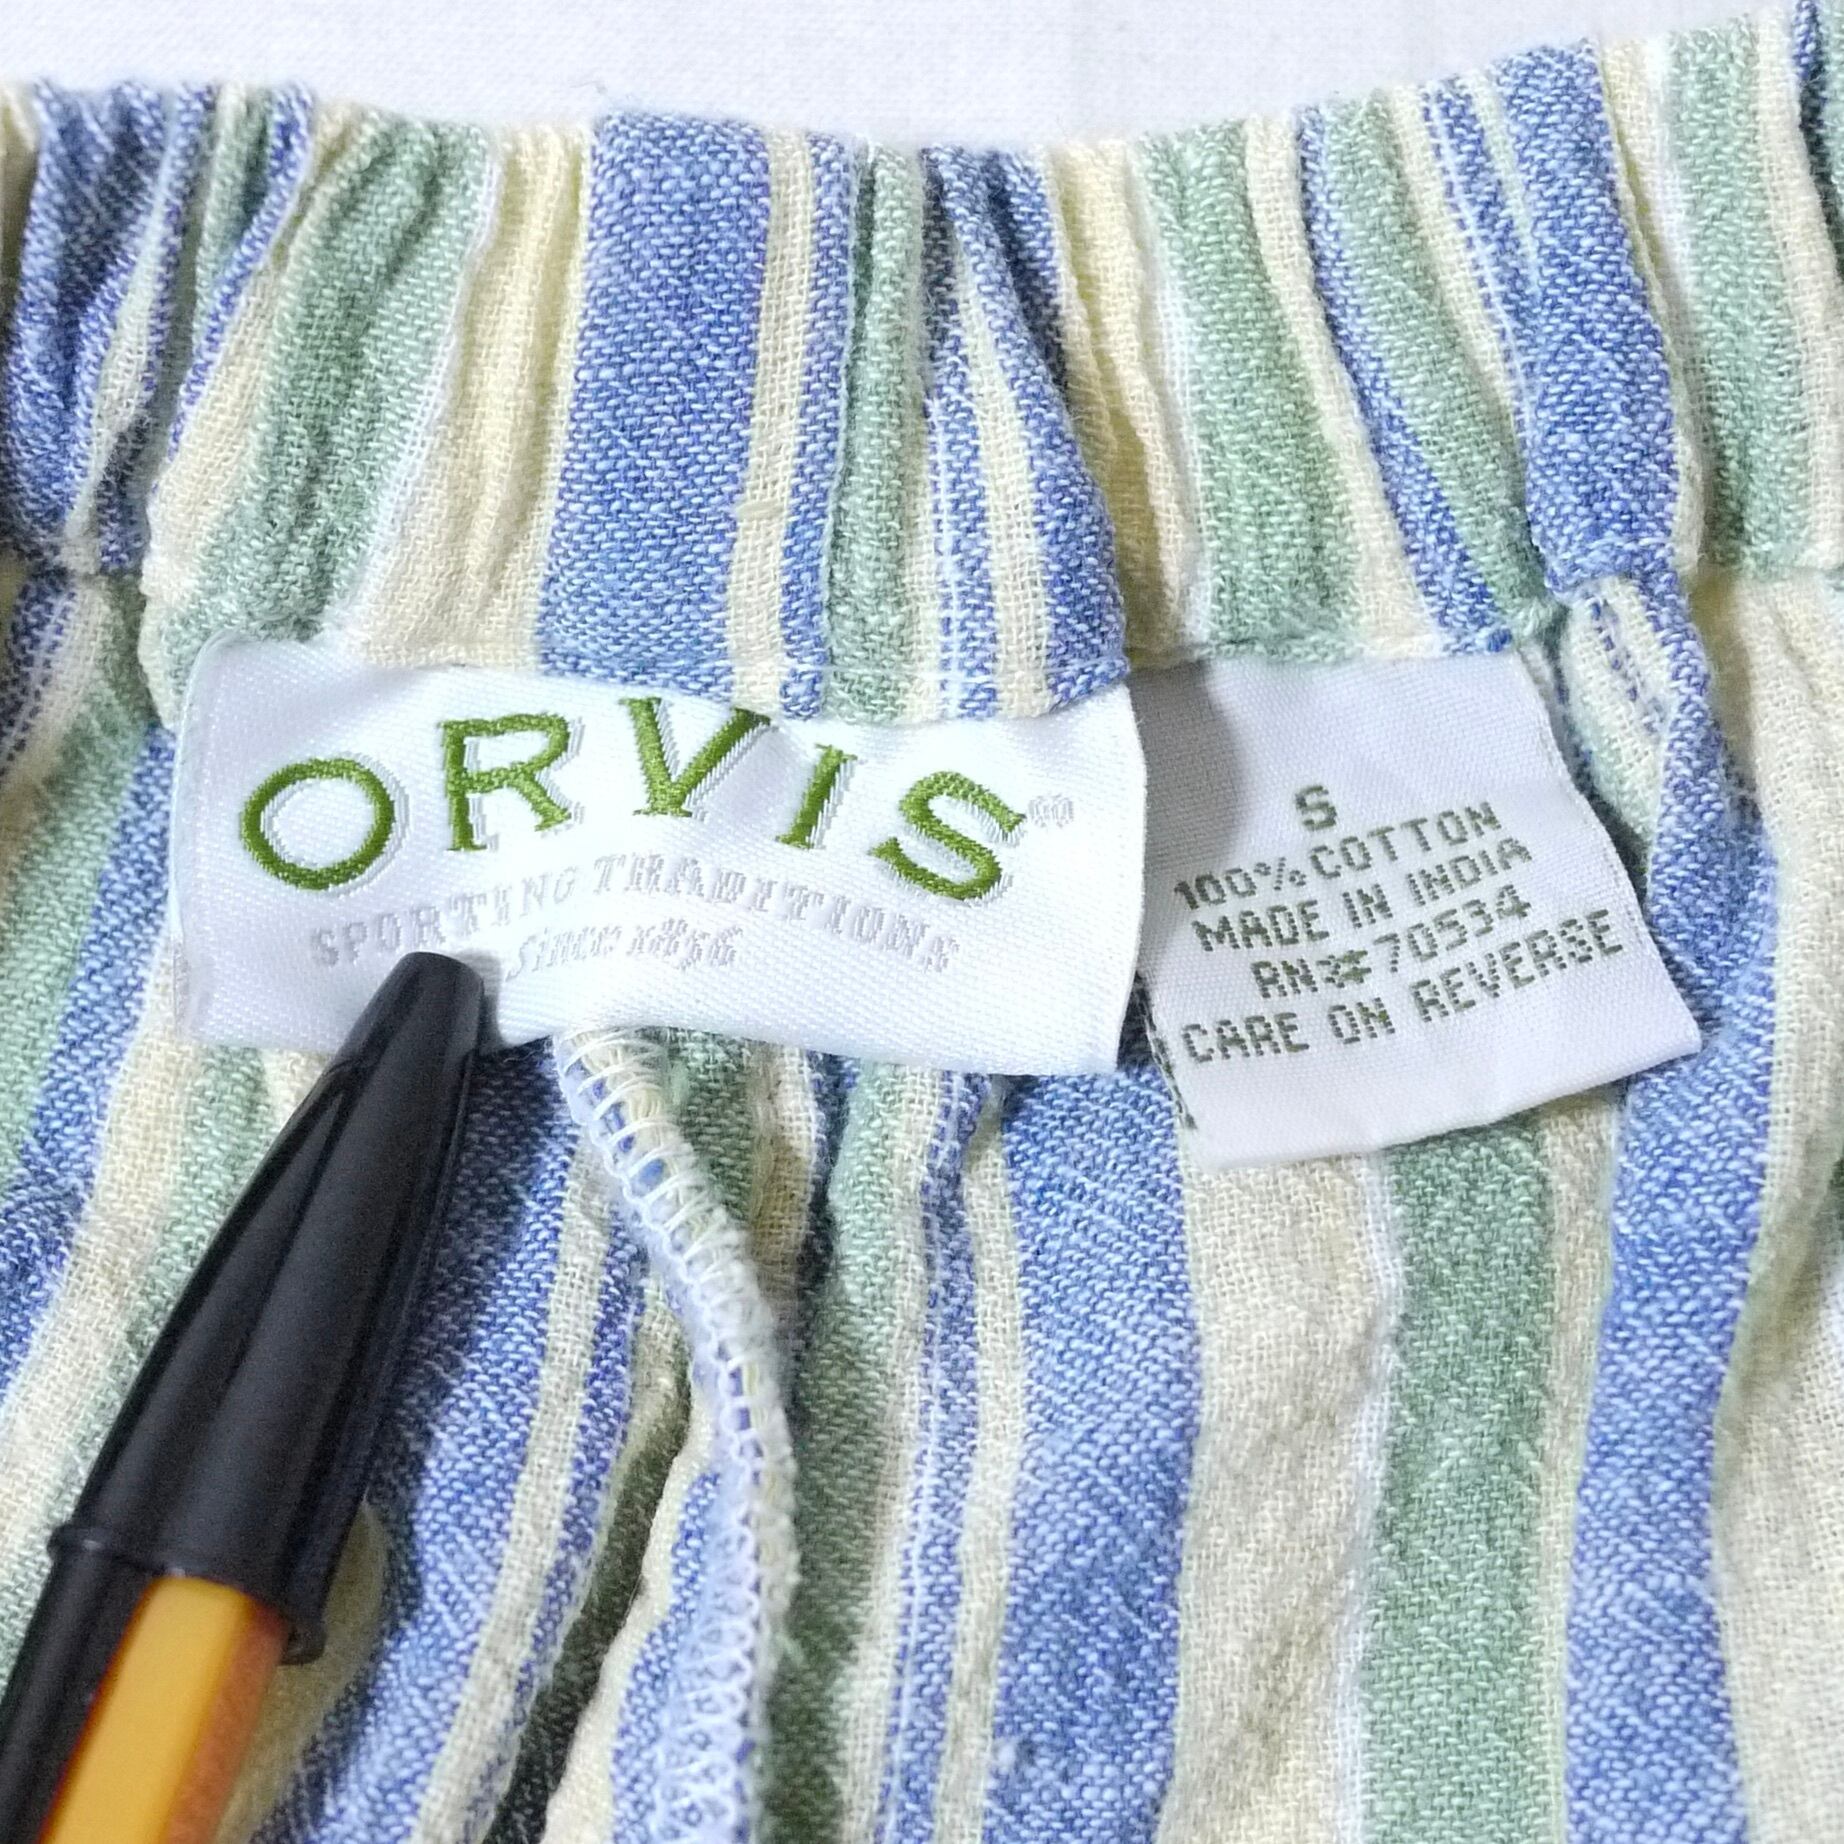 ORVIS®
SPORTING TRADITIONS
Since 1856
S
100% COTTON
MADE IN INDIA
RN# 70534
CARE ON REVERSE